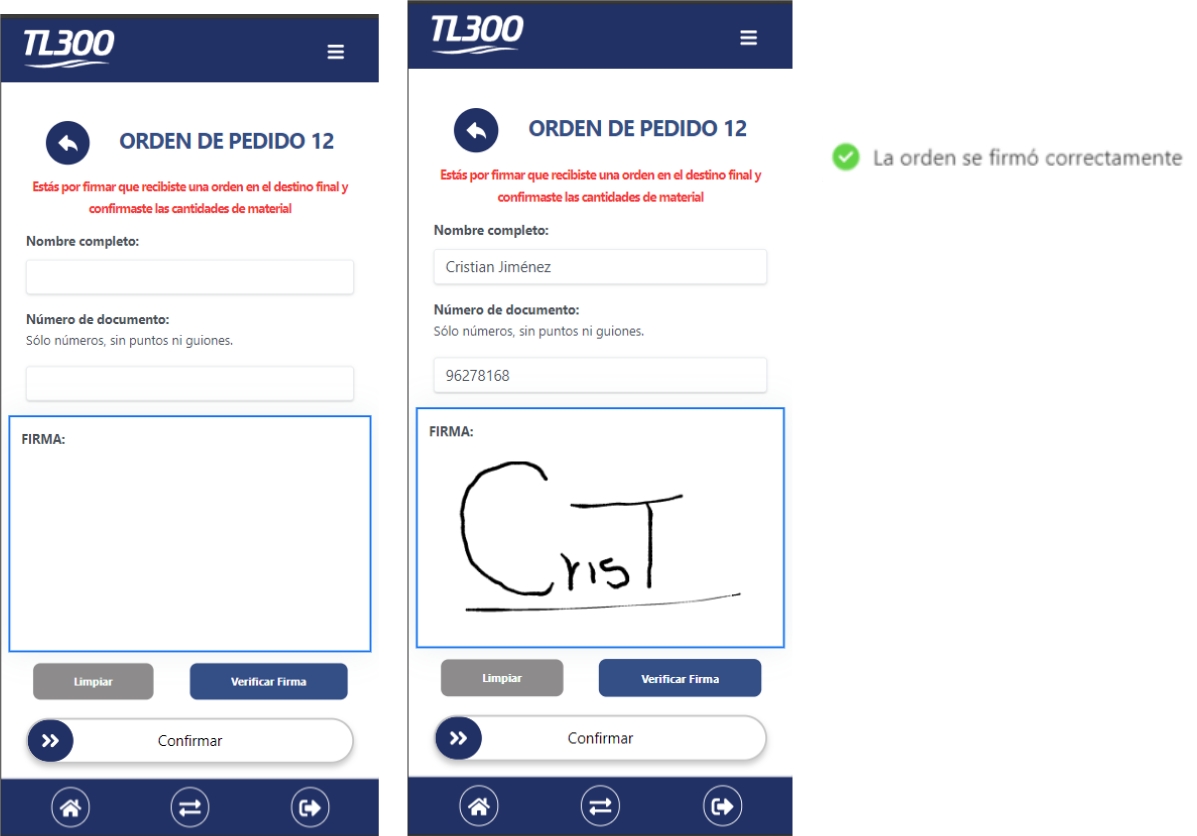 TL300
ORDEN DE PEDIDO 12
Estás por firmar que recibiste una orden en el destino final y
confirmaste las cantidades de material
Nombre completo:
Número de documento:
Sólo números, sin puntos ni guiones.
FIRMA:
Limpiar
Verificar Firma
Confirmar
TL300
ORDEN DE PEDIDO 12
Estás por firmar que recibiste una orden en el destino final y
confirmaste las cantidades de material
Nombre completo:
Cristian Jiménez
Número de documento:
Sólo números, sin puntos ni guiones.
96278168
FIRMA:
CrisT
Limpiar
Verificar Firma
Confirmar
La orden se firmó correctamente